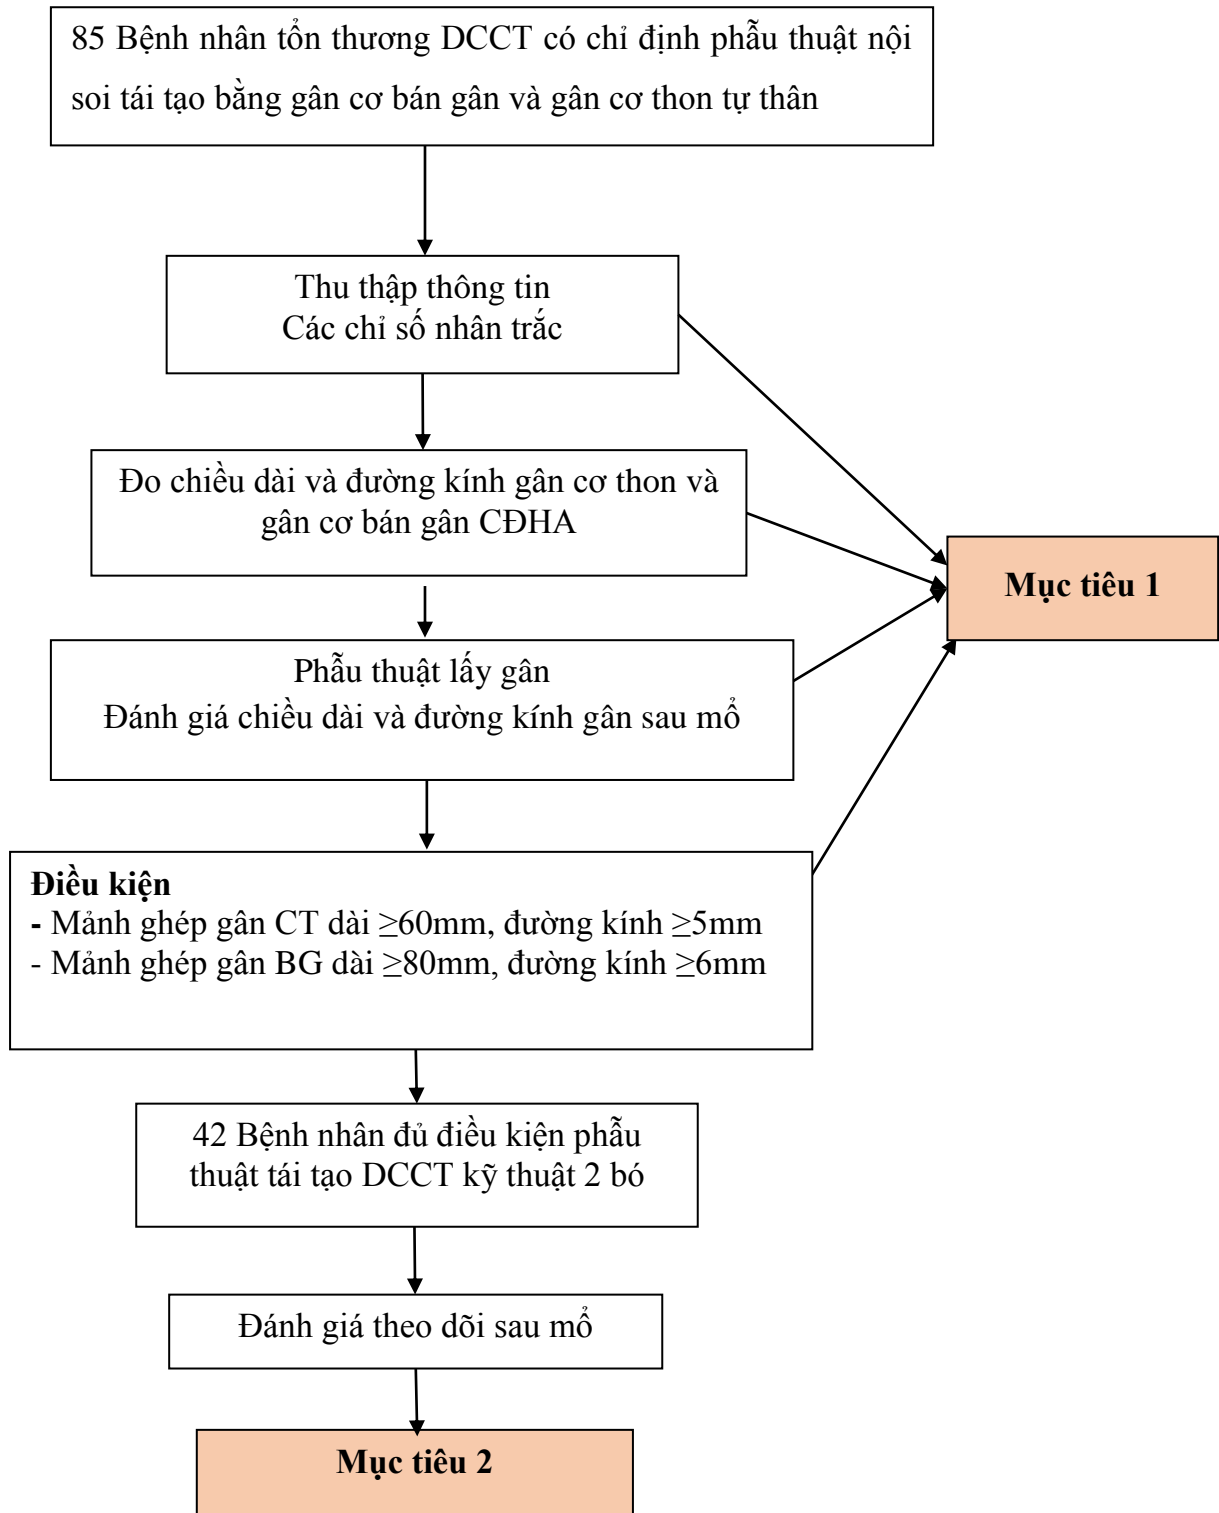 85 Bệnh nhân tổn thương DCCT có chỉ định phẫu thuật nội
soi tái tạo bằng gân cơ bán gân và gân cơ thon tự thân
Thu thập thông tin
Các chỉ số nhân trắc
Đo chiều dài và đường kính gân cơ thon và
gân cơ bán gân CĐHA
Mục tiêu 1
Phẫu thuật lấy gân
Đánh giá chiều dài và đường kính gân sau mổ
Điều kiện
- Mảnh ghép gân CT dài ≥60mm, đường kính ≥5mm
- Mảnh ghép gân BG dài ≥80mm, đường kính ≥6mm
42 Bệnh nhân đủ điều kiện phẫu
thuật tái tạo DCCT kỹ thuật 2 bó
Đánh giá theo dõi sau mổ
Mục tiêu 2